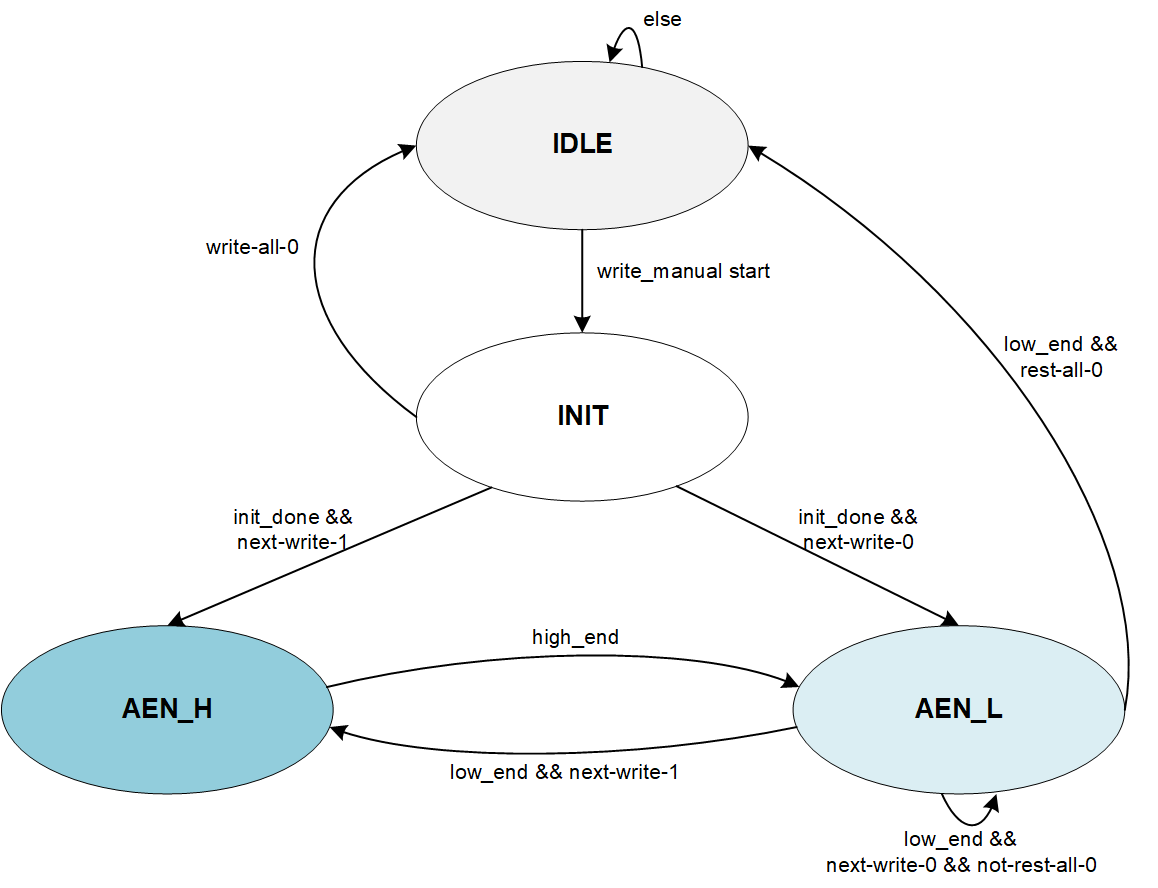 else
IDLE
write-all-0
write_manual start
low_end &&
rest-all-0
INIT
init_done &&
next-write-1
init_done &&
next-write-0
high_end
AEN_H
AEN_L
low_end && next-write-1
low_end &&
next-write-0 && not-rest-all-0